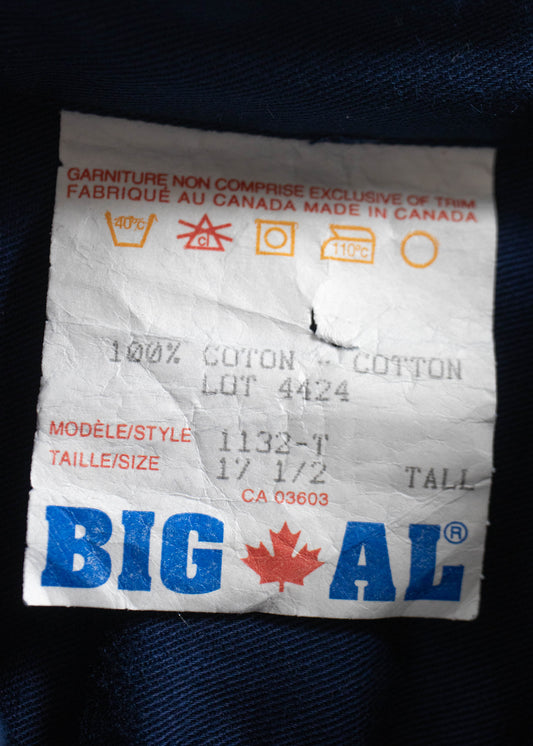 GARNITURE NON COMPRISE EXCLUSIVE OF TRIM
FABRIQUÉ AU CANADA MADE IN CANADA
40°C cl 110°C
100% COTON - COTTON
LOT 4424
MODÈLE/STYLE 1132-T
TAILLE/SIZE 17 1/2 TALL
CA 03603
BIG AL®